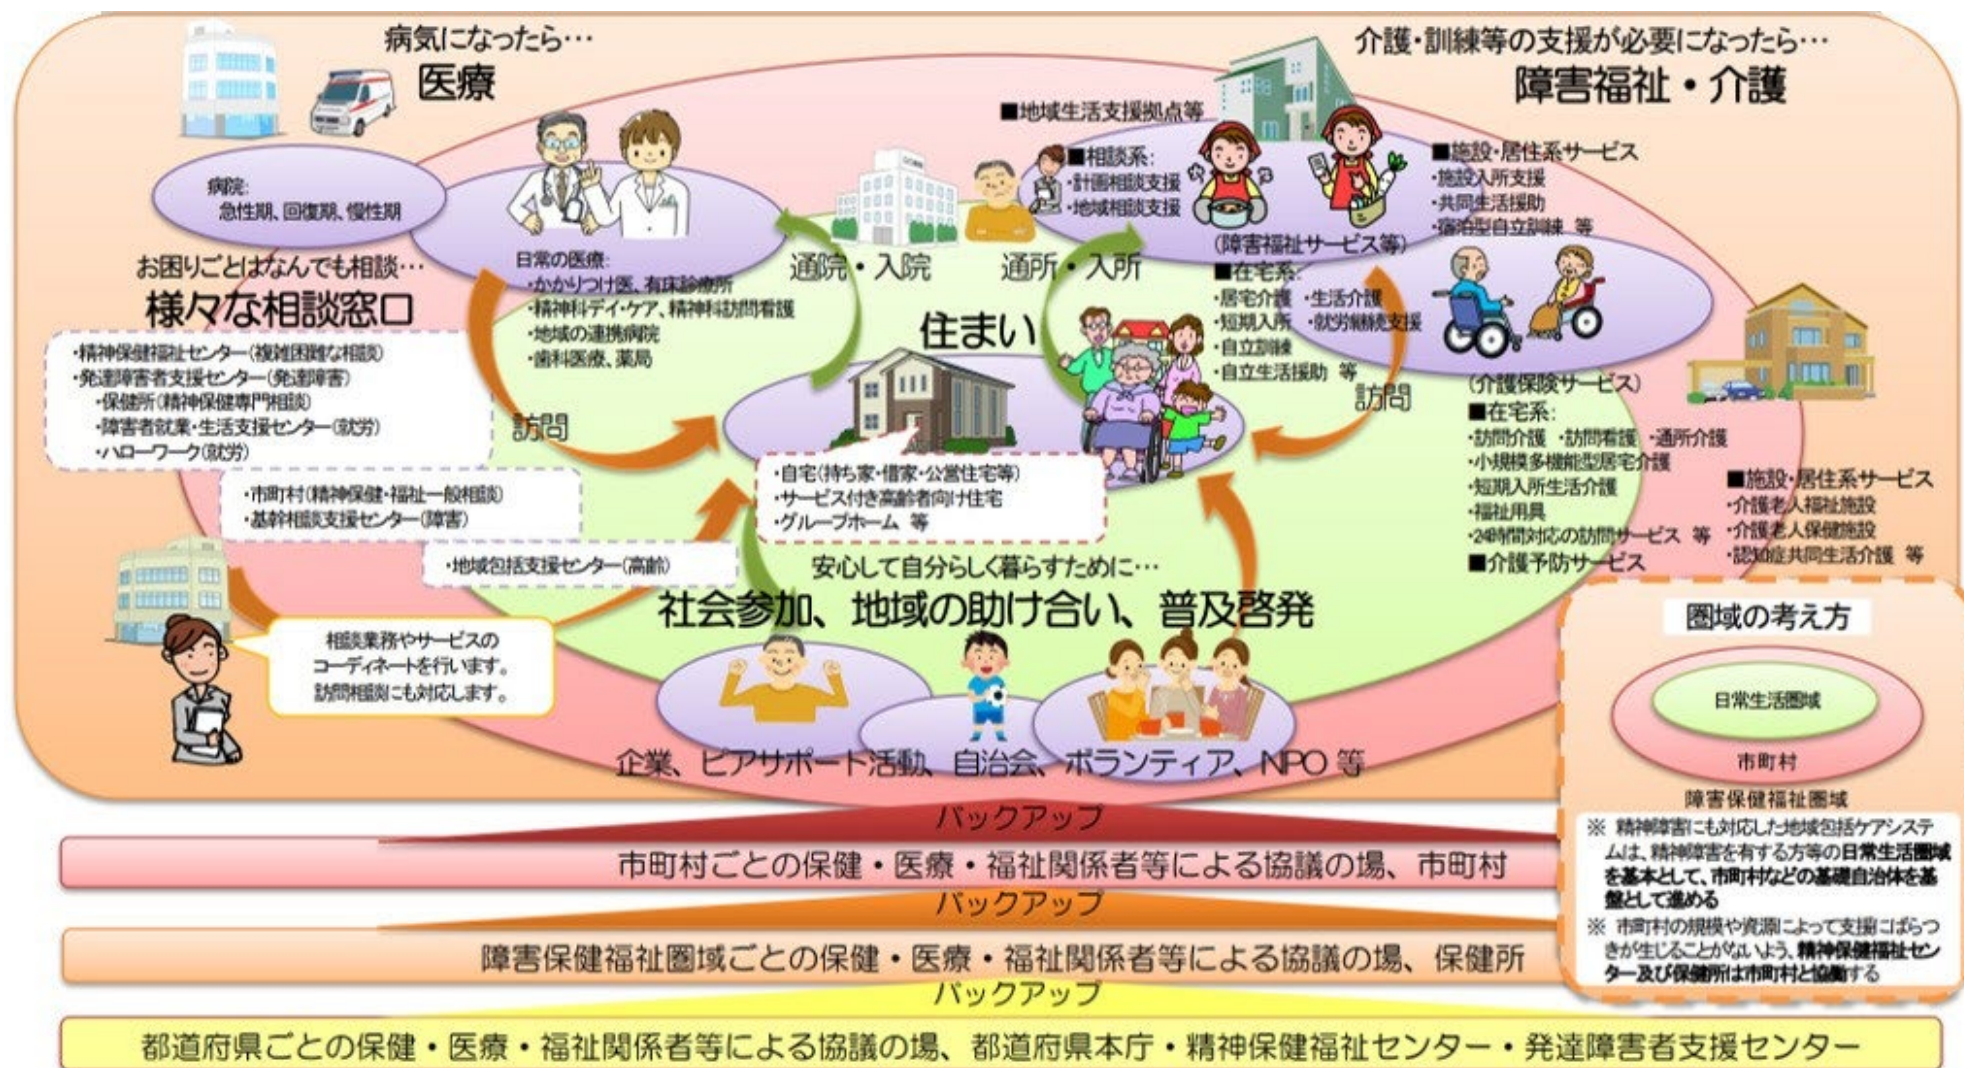 病気になったら…
医療
病院:
急性期、回復期、慢性期
日常の医療:
・かかりつけ医、有床診療所
・精神科デイ・ケア、精神科訪問看護
・地域の連携病院
・歯科医療、薬局
お困りごとはなんでも相談…
様々な相談窓口
・精神保健福祉センター(複雑困難な相談)
・発達障害者支援センター(発達障害)
・保健所(精神保健専門相談)
・障害者就業・生活支援センター(就労)
・ハローワーク(就労)
・市町村(精神保健・福祉一般相談)
・基幹相談支援センター(障害)
・地域包括支援センター(高齢)
相談業務やサービスの
コーディネートを行います。
訪問相談にも対応します。
訪問
通院・入院
通所・入所
住まい
・自宅(持ち家・借家・公営住宅等)
・サービス付き高齢者向け住宅
・グループホーム 等
介護・訓練等の支援が必要になったら…
障害福祉・介護
■地域生活支援拠点等
■相談系:
・計画相談支援
・地域相談支援
■施設・居住系サービス
・施設入所支援
・共同生活援助
・宿泊型自立訓練 等
(障害福祉サービス等)
■在宅系:
・居宅介護 ・生活介護
・短期入所 ・就労継続支援
・自立訓練
・自立生活援助 等
訪問
(介護保険サービス)
■在宅系:
・訪問介護 ・訪問看護 ・通所介護
・小規模多機能型居宅介護
・短期入所生活介護
・福祉用具
・24時間対応の訪問サービス 等
■介護予防サービス
■施設・居住系サービス
・介護老人福祉施設
・介護老人保健施設
・認知症共同生活介護 等
安心して自分らしく暮らすために…
社会参加、地域の助け合い、普及啓発
企業、ピアサポート活動、自治会、ボランティア、NPO 等
圏域の考え方
日常生活圏域
市町村
障害保健福祉圏域
※ 精神障害にも対応した地域包括ケアシステ
ムは、精神障害を有する方等の日常生活圏域
を基本として、市町村などの基礎自治体を基
盤として進める
※ 市町村の規模や資源によって支援にばらつ
きが生じることがないよう、精神保健福祉セン
ター及び保健所は市町村と協働する
バックアップ
市町村ごとの保健・医療・福祉関係者等による協議の場、市町村
バックアップ
障害保健福祉圏域ごとの保健・医療・福祉関係者等による協議の場、保健所
バックアップ
都道府県ごとの保健・医療・福祉関係者等による協議の場、都道府県本庁・精神保健福祉センター・発達障害者支援センター